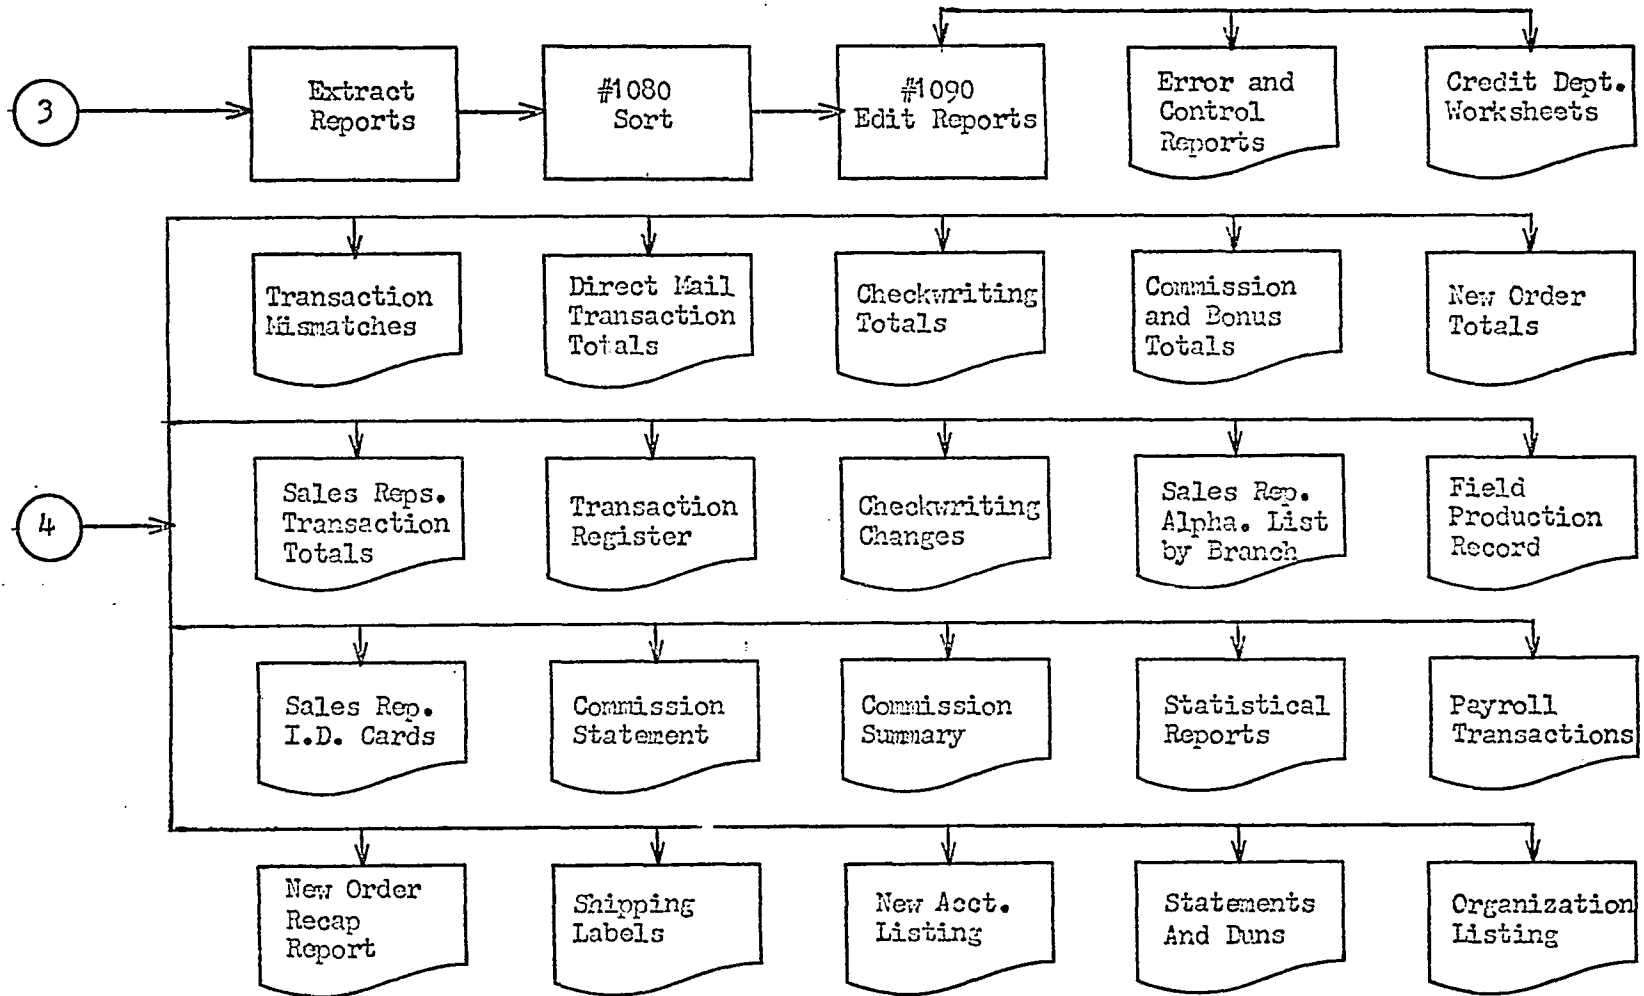 3
Extract
Reports
#1080
Sort
#1090
Edit Reports
Error and
Control
Reports
Credit Dept.
Worksheets
4
Transaction
Mismatches
Direct Mail
Transaction
Totals
Checkwriting
Totals
Commission
and Bonus
Totals
New Order
Totals
Sales Reps.
Transaction
Totals
Transaction
Register
Checkwriting
Changes
Sales Rep.
Alpha. List
by Branch
Field
Production
Record
Sales Rep.
I.D. Cards
Commission
Statement
Commission
Summary
Statistical
Reports
Payroll
Transactions
New Order
Recap
Report
Shipping
Labels
New Acct.
Listing
Statements
And Duns
Organization
Listing